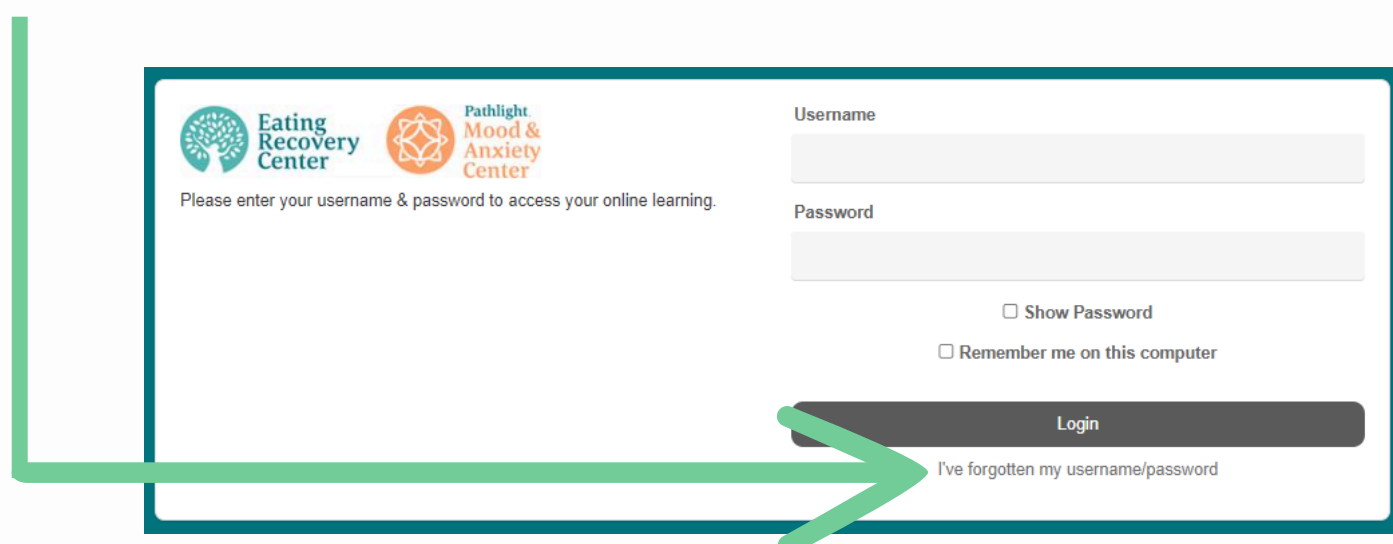 Eating
Recovery
Center
Pathlight
Mood &
Anxiety
Center
Please enter your username & password to access your online learning.
Username
Password
Show Password
Remember me on this computer
Login
I've forgotten my username/password